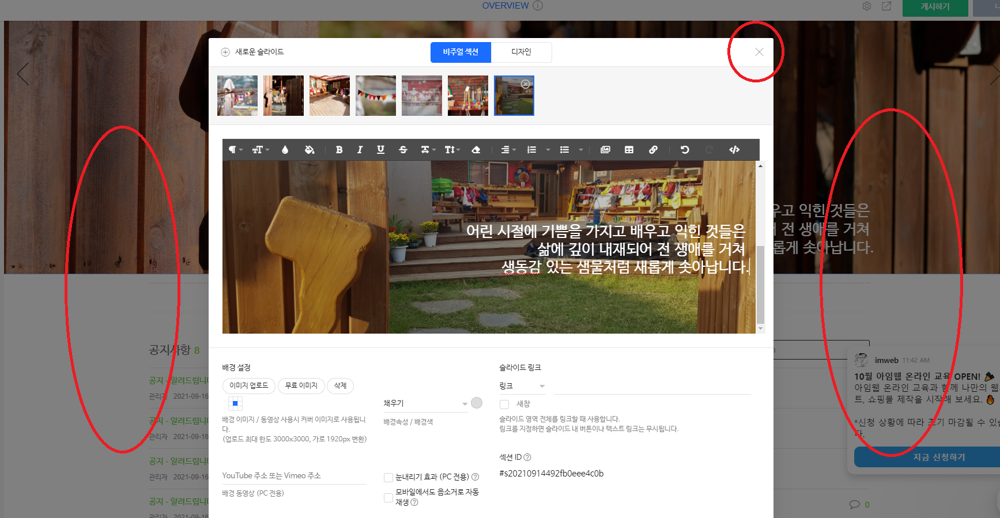 OVERVIEW
게시하기
새로운 슬라이드
비주얼 섹션
디자인
어린 시절에 기쁨을 가지고 배우고 익힌 것들은
삶에 깊이 내재되어 전 생애를 거쳐
생동감 있는 샘물처럼 새롭게 솟아납니다.
우고 익힌 것들은
전 생애를 거쳐
롭게 솟아납니다.
공지사항 8
공지 - 알려드립니다
관리자 2021-09-16
공지 - 알려드립니다
관리자 2021-09-16
공지 - 알려드립니다
관리자 2021-09-16
공지 - 알려드립니다
관리자 2021-09-16
배경 설정
이미지 업로드
무료 이미지
삭제
배경 이미지 / 동영상 사용시 커버 이미지로 사용됩니
다.
(업로드 최대 한도 3000x3000, 가로 1920px 변환)
채우기
배경속성 / 배경색
YouTube 주소 또는 Vimeo 주소
배경 동영상 (PC 전용)
눈내리기 효과 (PC 전용)
모바일에서도 음소거로 자동
재생
슬라이드 링크
링크
새창
슬라이드 영역 전체를 링크할 때 사용합니다.
링크를 지정하면 슬라이드 내 버튼이나 텍스트 링크는 무시됩니다.
섹션 ID
#s20210914492fb0eee4c0b
imweb 11:42 AM
10월 아임웹 온라인 교육 OPEN!
아임웹 온라인 교육과 함께 나만의 웹
트, 쇼핑몰 제작을 시작해 보세요.
*신청 상황에 따라 조기 마감될 수 있습
다.
지금 신청하기
0